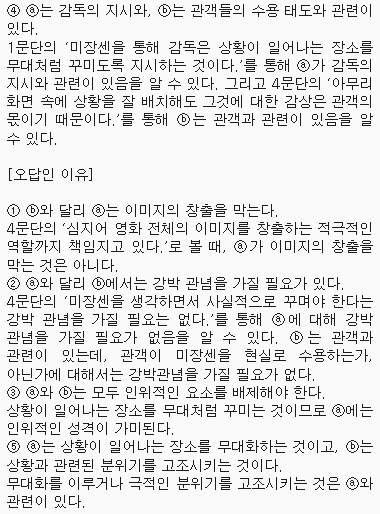 ④ ⓐ는 감독의 지시와, ⓑ는 관객들의 수용 태도와 관련이
있다.
1문단의 ‘미장센을 통해 감독은 상황이 일어나는 장소를
무대처럼 꾸미도록 지시하는 것이다.’를 통해 ⓐ가 감독의
지시와 관련이 있음을 알 수 있다. 그리고 4문단의 ‘아무리
화면 속에 상황을 잘 배치해도 그것에 대한 감상은 관객의
몫이기 때문이다.’를 통해 ⓑ는 관객과 관련이 있음을 알
수 있다.
[오답인 이유]
① ⓑ와 달리 ⓐ는 이미지의 창출을 막는다.
4문단의 ‘심지어 영화 전체의 이미지를 창출하는 적극적인
역할까지 책임지고 있다.’로 볼 때, ⓐ가 이미지의 창출을
막는 것은 아니다.
② ⓐ와 달리 ⓑ에서는 강박 관념을 가질 필요가 있다.
4문단의 ‘미장센을 생각하면서 사실적으로 꾸며야 한다는
강박 관념을 가질 필요는 없다.’를 통해 ⓐ에 대해 강박
관념을 가질 필요가 없음을 알 수 있다. ⓑ는 관객과
관련이 있는데, 관객이 미장센을 현실로 수용하는가,
아닌가에 대해서는 강박관념을 가질 필요가 없다.
③ ⓐ와 ⓑ는 모두 인위적인 요소를 배제해야 한다.
상황이 일어나는 장소를 무대처럼 꾸미는 것이므로 ⓐ에는
인위적인 성격이 가미된다.
⑤ ⓐ는 상황이 일어나는 장소를 무대화하는 것이고, ⓑ는
상황과 관련된 분위기를 고조시키는 것이다.
무대화를 이루거나 극적인 분위기를 고조시키는 것은 ⓐ와
관련이 있다.